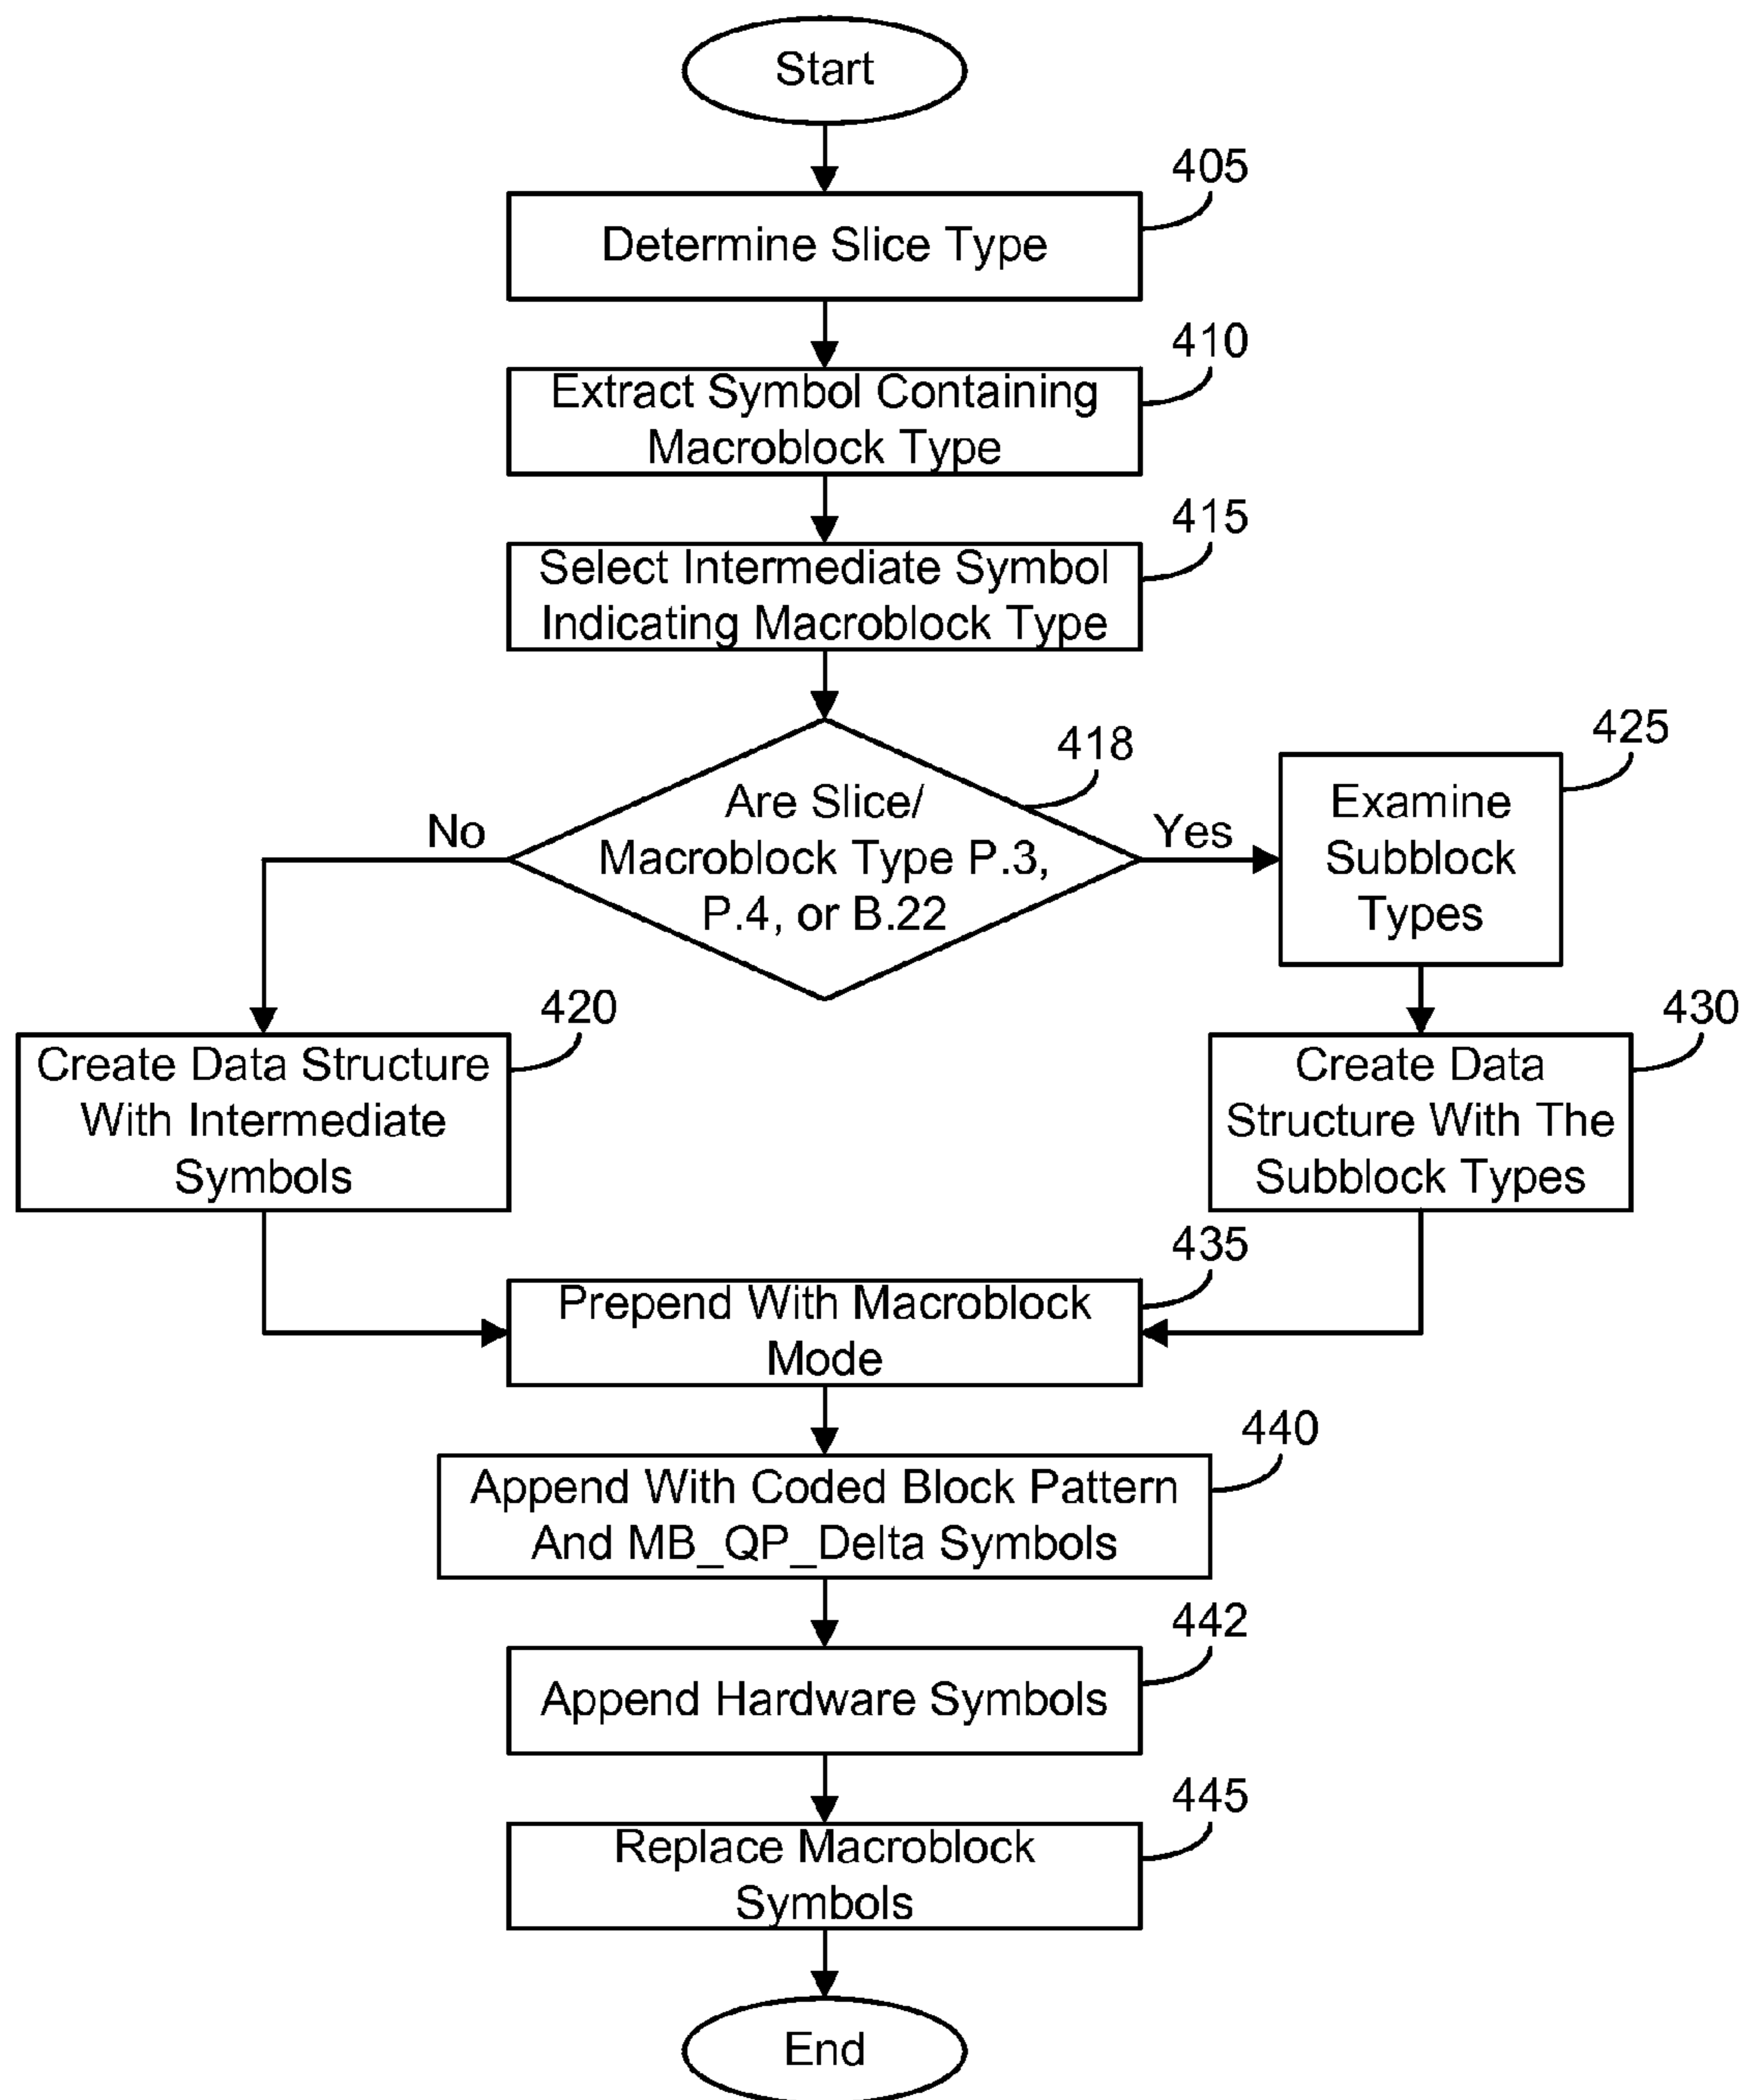 Start
405
Determine Slice Type
410
Extract Symbol Containing
Macroblock Type
415
Select Intermediate Symbol
Indicating Macroblock Type
418
Are Slice/
Macroblock Type P.3,
P.4, or B.22
No
Yes
425
Examine
Subblock
Types
420
Create Data Structure
With Intermediate
Symbols
430
Create Data
Structure With The
Subblock Types
435
Prepend With Macroblock
Mode
440
Append With Coded Block Pattern
And MB_QP_Delta Symbols
442
Append Hardware Symbols
445
Replace Macroblock
Symbols
End